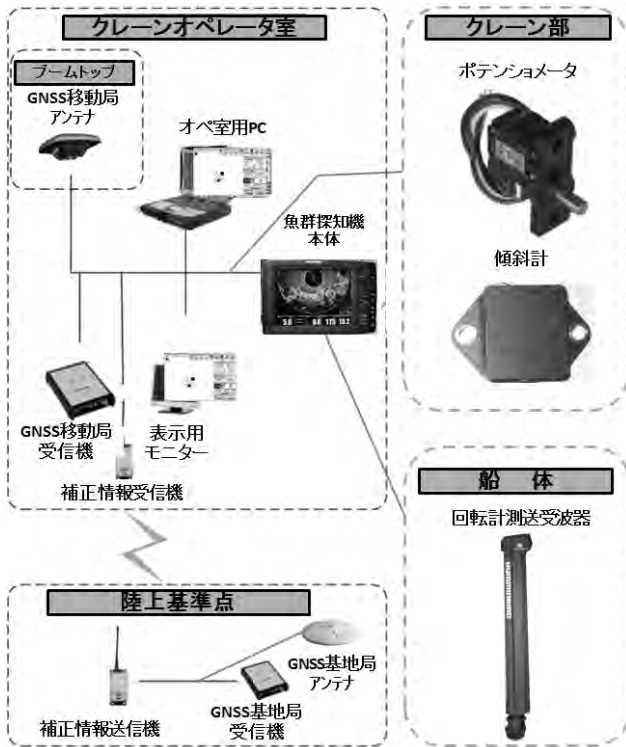 クレーンオペレータ室
ブームトップ
GNSS移動局
アンテナ
オペ室用PC
魚群探知機
本体
GNSS移動局
受信機
表示用
モニター
補正情報受信機
クレーン部
ポテンショメータ
傾斜計
船 体
回転計測送受波器
HUMMINBIRD
陸上基準点
GNSS基地局
アンテナ
補正情報送信機
GNSS基地局
受信機